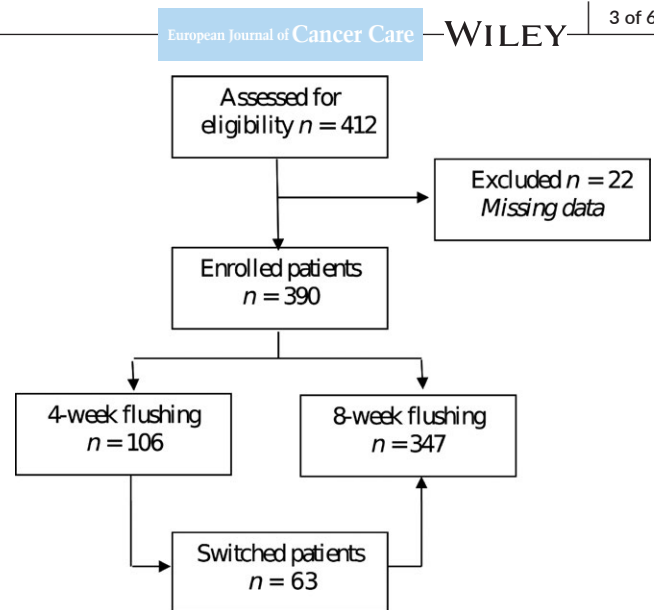 European Journal of Cancer Care WILEY 3 of 6
Assessed for
eligibility n = 412
Excluded n = 22
Missing data
Enrolled patients
n = 390
4-week flushing
n = 106
8-week flushing
n = 347
Switched patients
n = 63